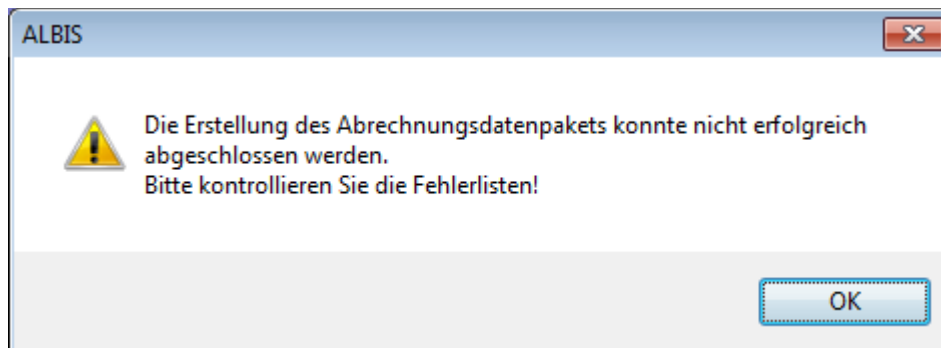 ALBIS
Die Erstellung des Abrechnungsdatenpakets konnte nicht erfolgreich
abgeschlossen werden.
Bitte kontrollieren Sie die Fehlerlisten!
OK